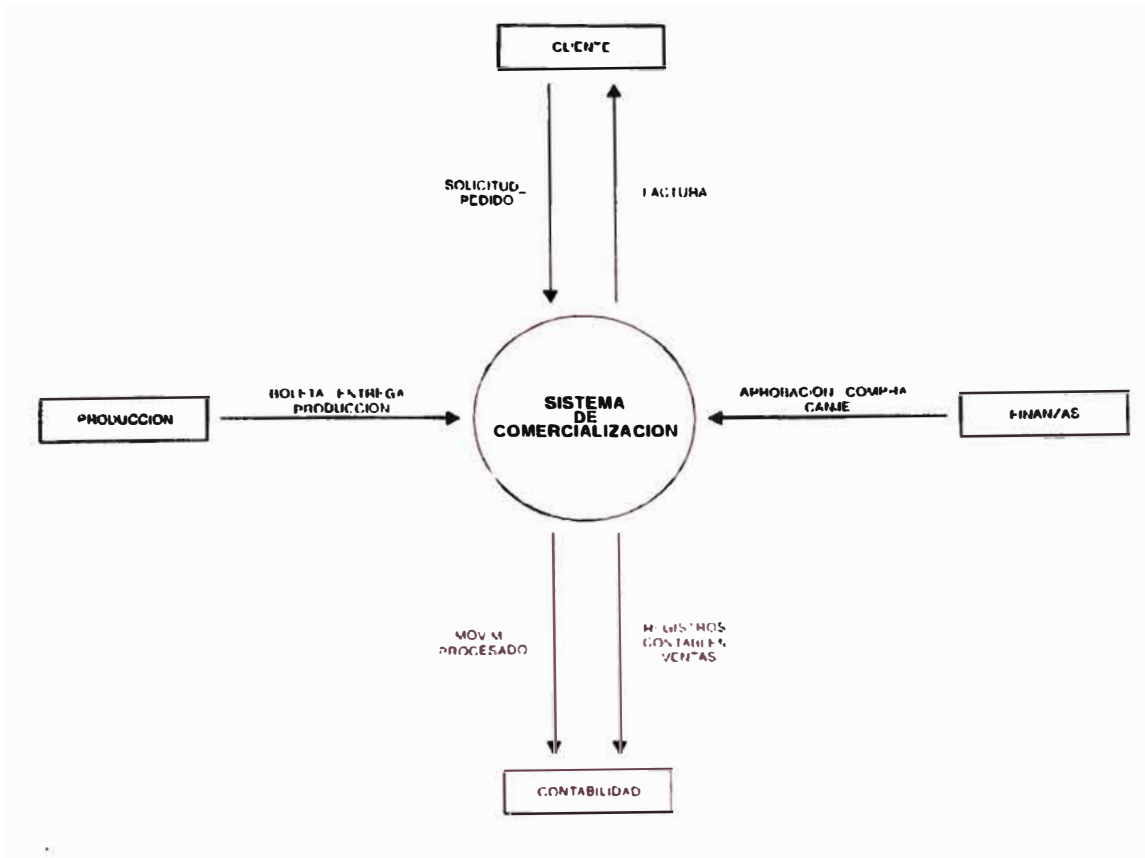 CLIENTE
SOLICITUD_
PEDIDO
FACTURA
BOLETA ENTREGA
PRODUCCION
APROBACION COMPRA
CANJE
PRODUCCION
SISTEMA
DE
COMERCIALIZACION
FINANZAS
MOVIM
PROCESADO
REGISTROS
CONTABLES
VENTAS
CONTABILIDAD